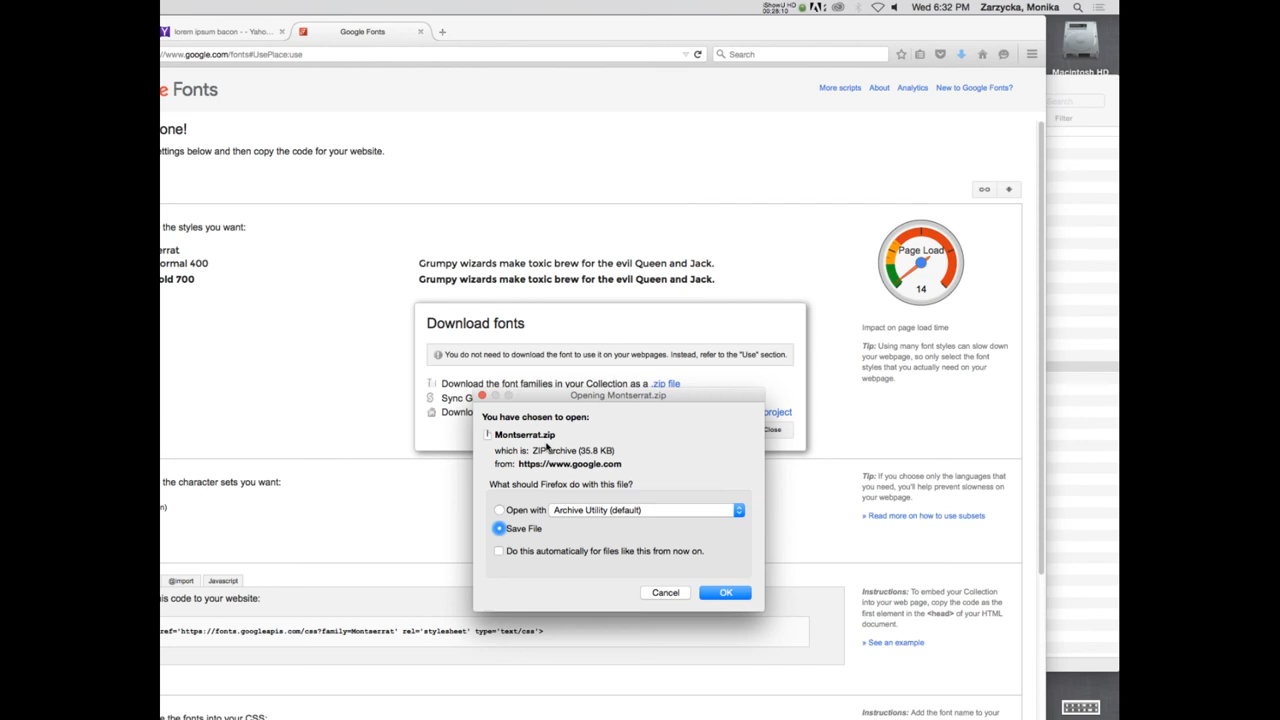 iShowU HD
00:28:10
Wed 6:32 PM Zarzycka, Monika
lorem ipsum bacon - - Yaho...
Google Fonts
www.google.com/fonts#UsePlace:use
Search
Macintosh HD
e Fonts
More scripts About Analytics New to Google Fonts?
Search
Filter
one!
ettings below and then copy the code for your website.
the styles you want:
errat
ormal 400
Grumpy wizards make toxic brew for the evil Queen and Jack.
old 700
Grumpy wizards make toxic brew for the evil Queen and Jack.
Page Load
14
Impact on page load time
Tip: Using many font styles can slow down
your webpage, so only select the font
styles that you actually need on your
webpage.
Download fonts
You do not need to download the font to use it on your webpages. Instead, refer to the "Use" section.
Download the font families in your Collection as a .zip file
Sync G
Downlo
project
Close
Opening Montserrat.zip
You have chosen to open:
Montserrat.zip
which is: ZIP archive (35.8 KB)
from: https://www.google.com
What should Firefox do with this file?
Open with Archive Utility (default)
Save File
Do this automatically for files like this from now on.
Cancel OK
the character sets you want:
n)
Tip: If you choose only the languages that
you need, you'll help prevent slowness on
your webpage.
» Read more on how to use subsets
@import Javascript
is code to your website:
ref='https://fonts.googleapis.com/css?family=Montserrat' rel='stylesheet' type='text/css'>
Instructions: To embed your Collection
into your web page, copy the code as the
first element in the <head> of your HTML
document.
» See an example
e the fonts into your CSS:
Instructions: Add the font name to your